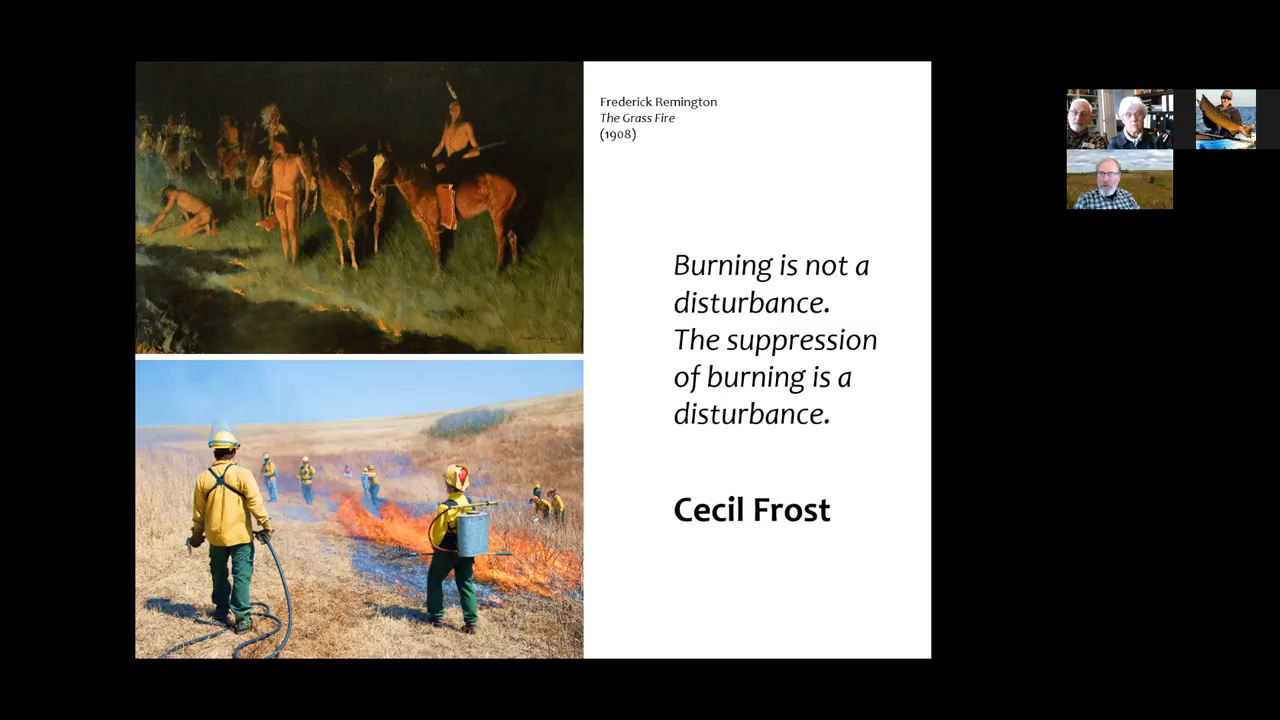 Frederick Remington
The Grass Fire
(1908)
Burning is not a
disturbance.
The suppression
of burning is a
disturbance.
Cecil Frost